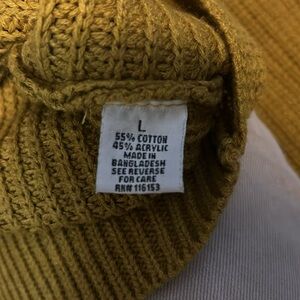 L
55% COTTON
45% ACRYLIC
MADE IN
BANGLADESH
SEE REVERSE
FOR CARE
RN# 116153